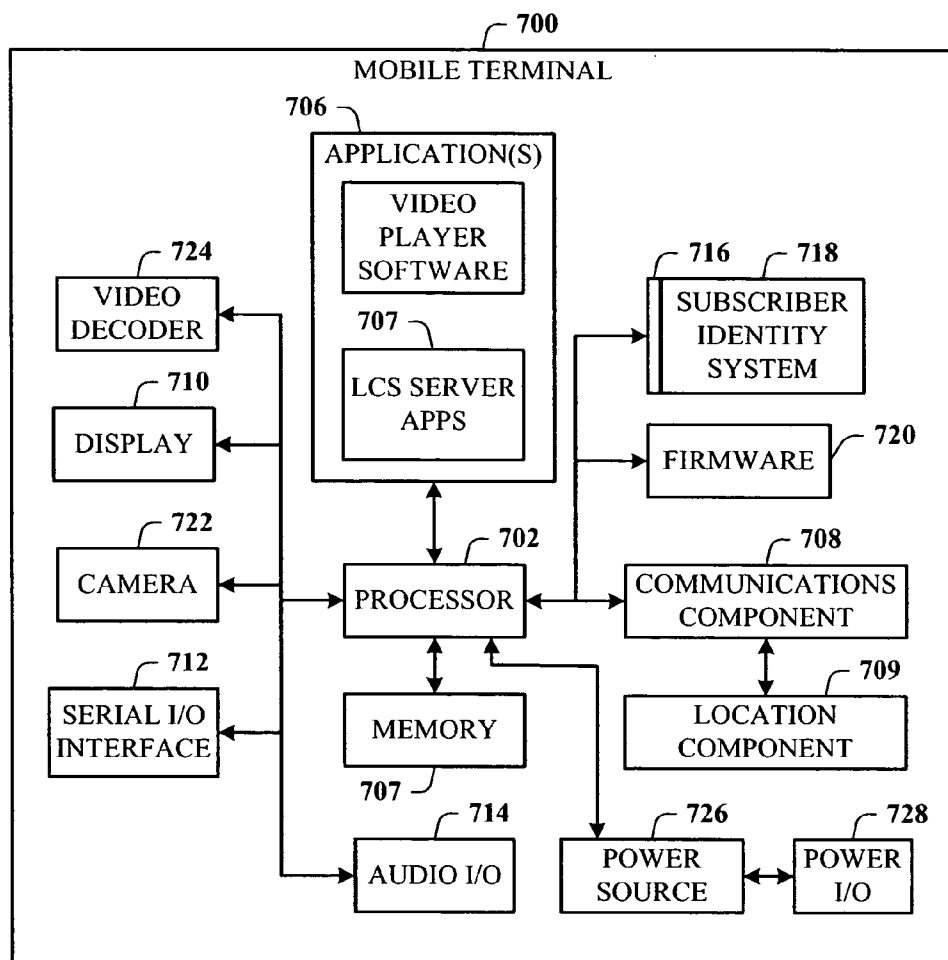 700
MOBILE TERMINAL
706
APPLICATION(S)
VIDEO
PLAYER
SOFTWARE
707
LCS SERVER
APPS
724
VIDEO
DECODER
710
DISPLAY
722
CAMERA
712
SERIAL I/O
INTERFACE
702
PROCESSOR
MEMORY
707
714
AUDIO I/O
716
718
SUBSCRIBER
IDENTITY
SYSTEM
720
FIRMWARE
708
COMMUNICATIONS
COMPONENT
709
LOCATION
COMPONENT
726
POWER
SOURCE
728
POWER
I/O